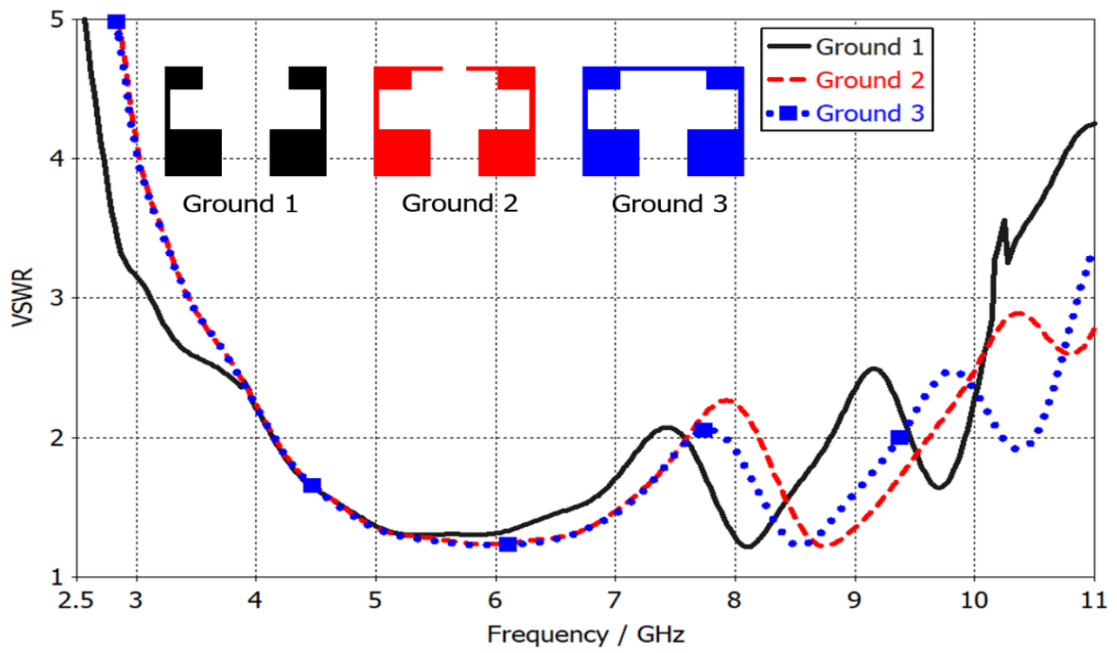 5
4
3
2
1
VSWR
Ground 1
Ground 2
Ground 3
Ground 1
Ground 2
Ground 3
2.5 3 4 5 6 7 8 9 10 11
Frequency / GHz